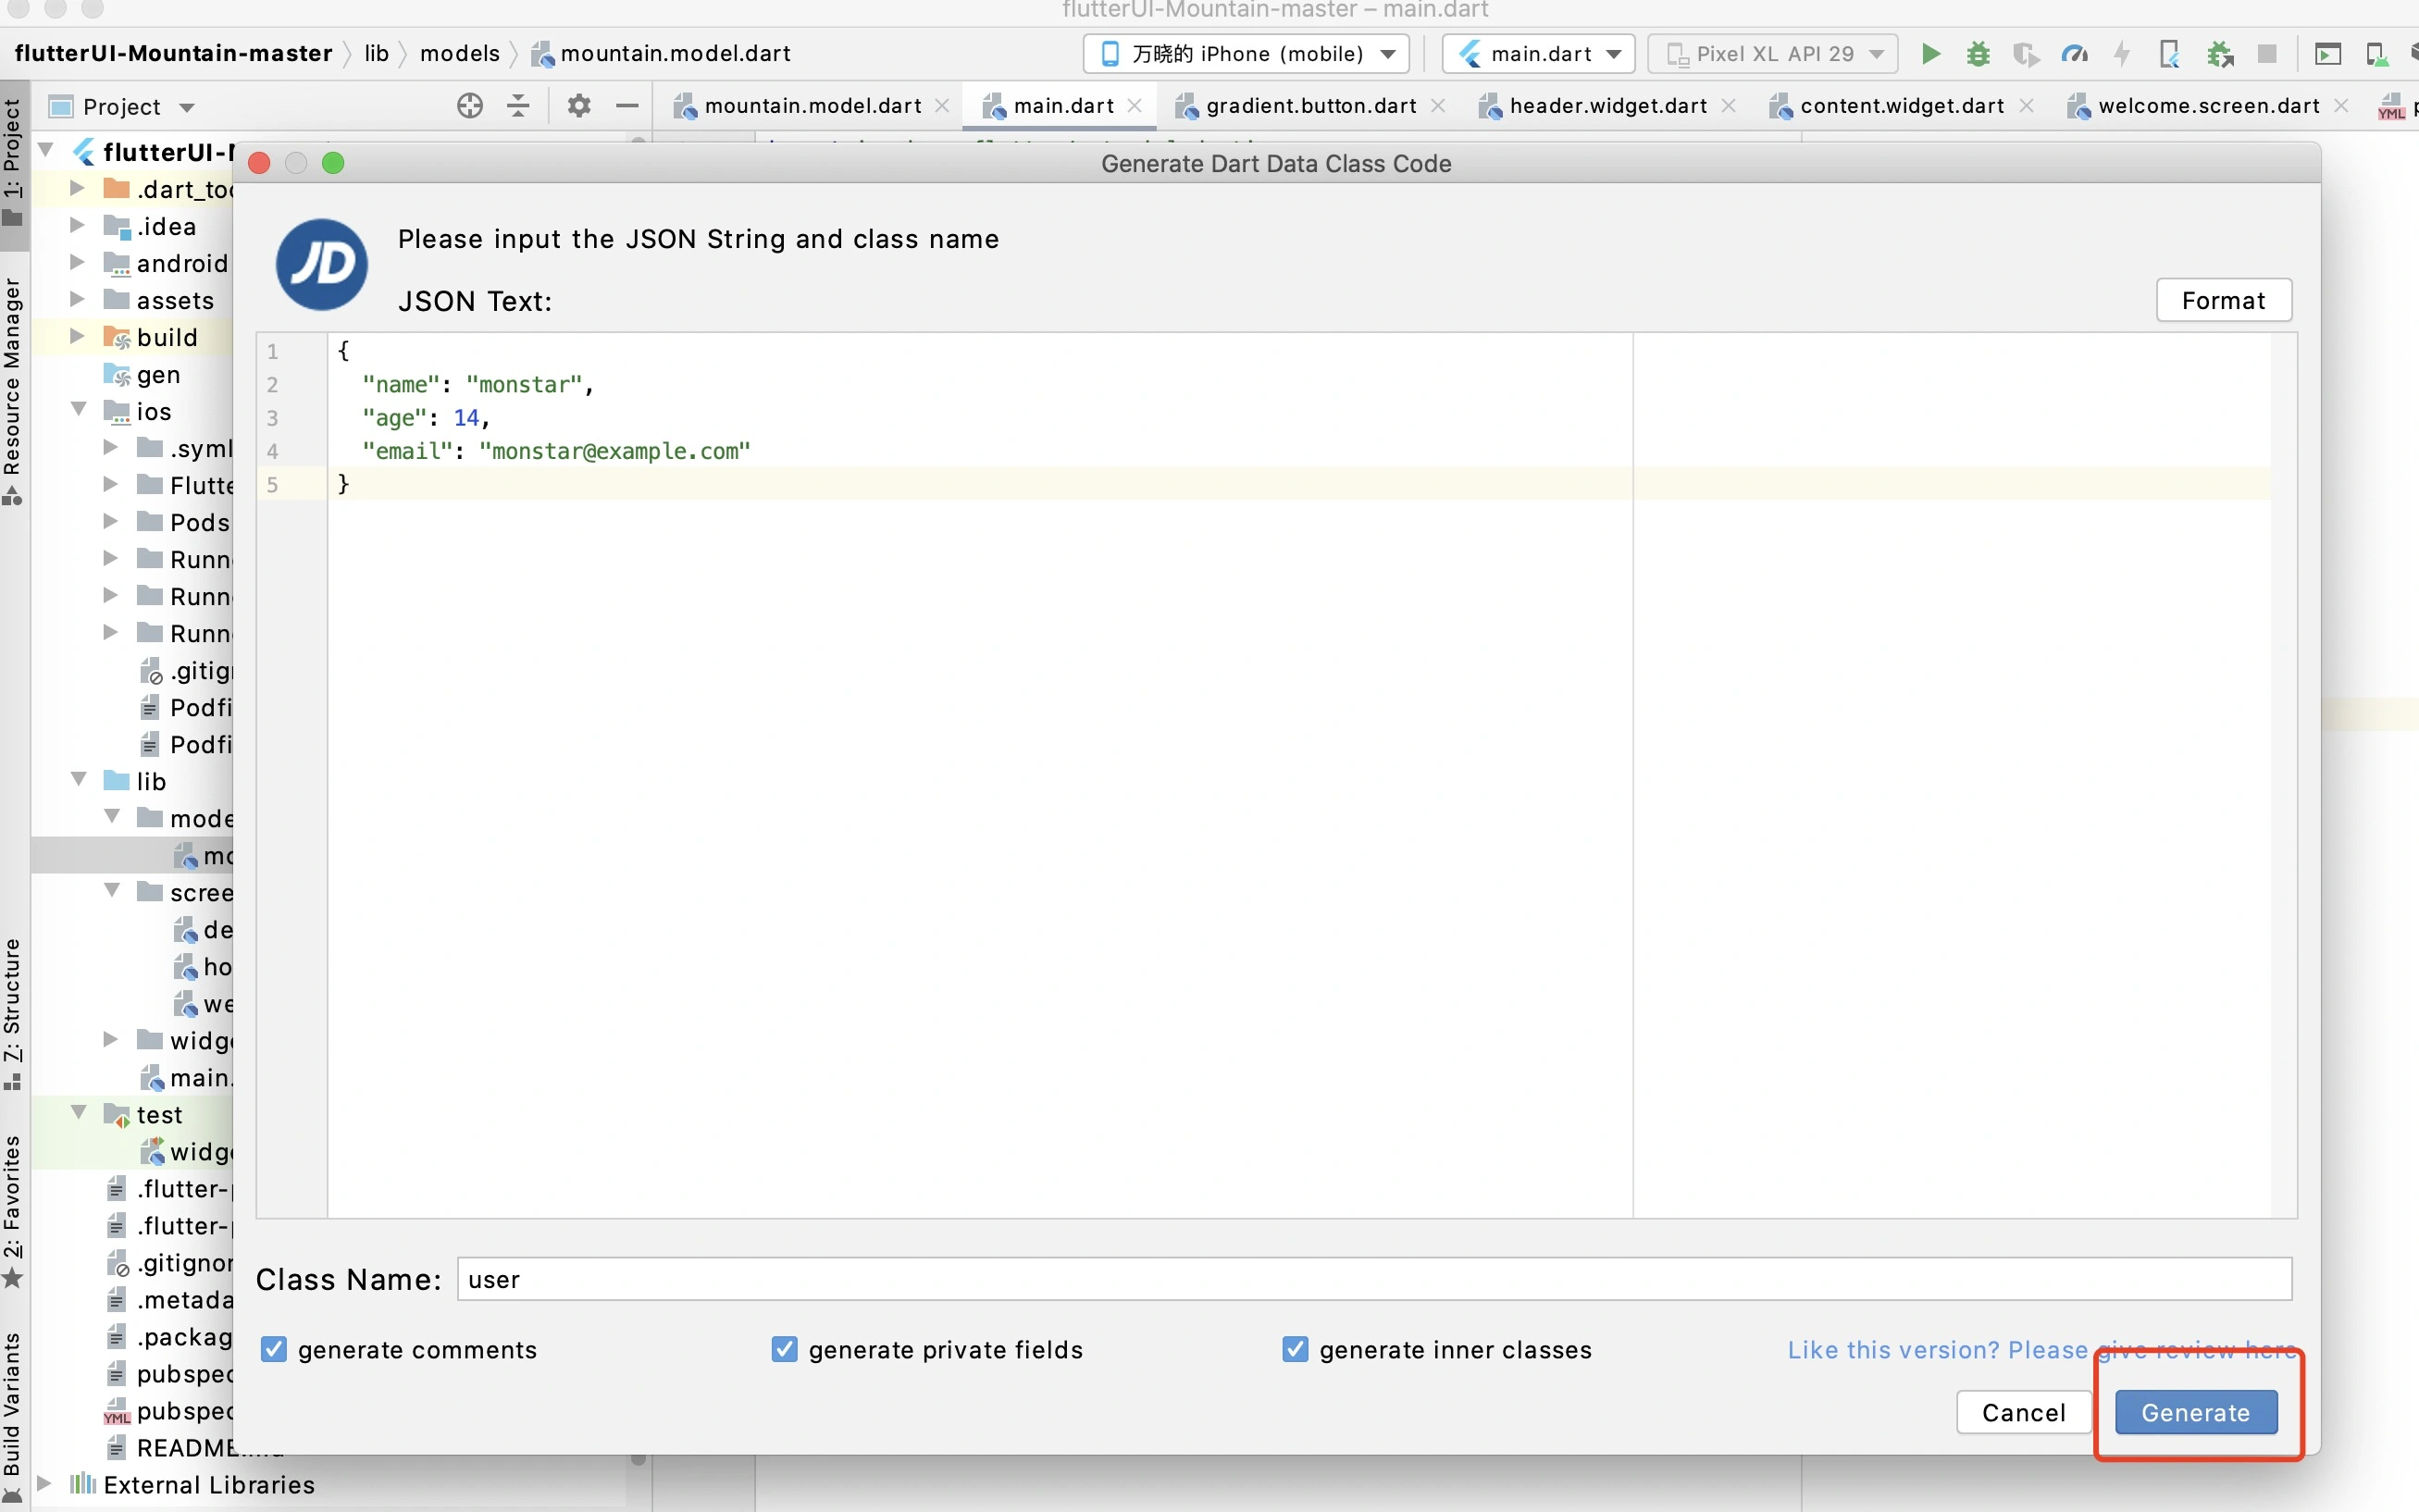 flutterUI-Mountain-master – main.dart
flutterUI-Mountain-master lib models mountain.model.dart
万晓的 iPhone (mobile) main.dart Pixel XL API 29
Project
mountain.model.dart main.dart gradient.button.dart header.widget.dart content.widget.dart welcome.screen.dart YML
1: Project
Resource Manager
7: Structure
2: Favorites
Build Variants
flutterUI-
.dart_too
.idea
android
assets
build
gen
ios
.syml
Flutte
Pods
Runn
Runn
Runn
.gitig
Podfi
Podfi
lib
mode
mo
scree
de
ho
we
widge
main.
test
widge
.flutter-
.flutter-
.gitignor
.metada
.packag
pubspec
YML pubspec
README.md
External Libraries
Generate Dart Data Class Code
JD
Please input the JSON String and class name
JSON Text:
Format
1 {
2 "name": "monstar",
3 "age": 14,
4 "email": "monstar@example.com"
5 }
Class Name: user
generate comments generate private fields generate inner classes Like this version? Please give review here
Cancel Generate